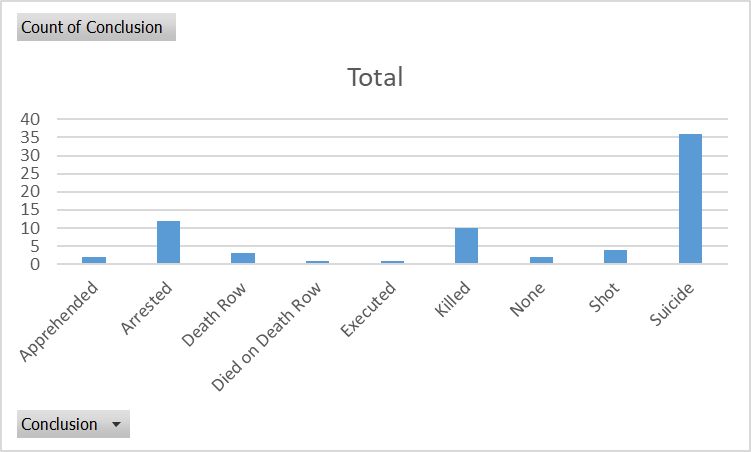 Count of Conclusion
Total
40
35
30
25
20
15
10
5
0
Apprehended
Arrested
Death Row
Died on Death Row
Executed
Killed
None
Shot
Suicide
Conclusion